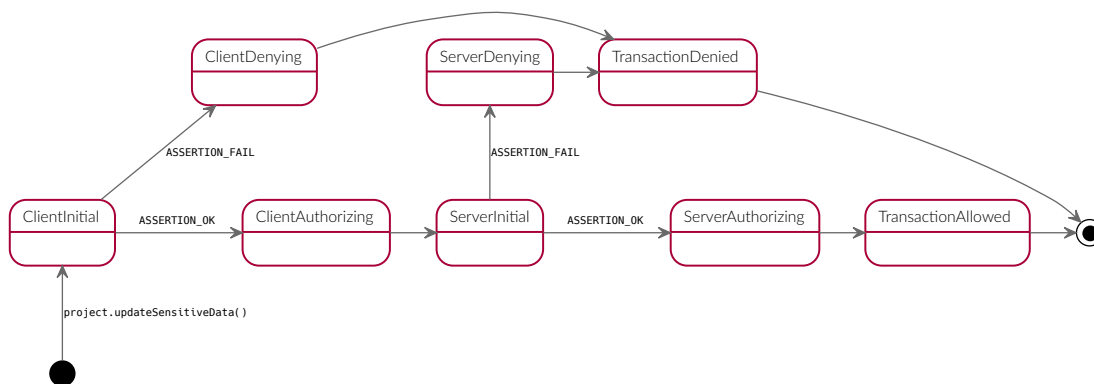 ClientDenying
ServerDenying
TransactionDenied
ASSERTION_FAIL
ASSERTION_FAIL
ClientInitial
ASSERTION_OK
ClientAuthorizing
ServerInitial
ASSERTION_OK
ServerAuthorizing
TransactionAllowed
project.updateSensitiveData()